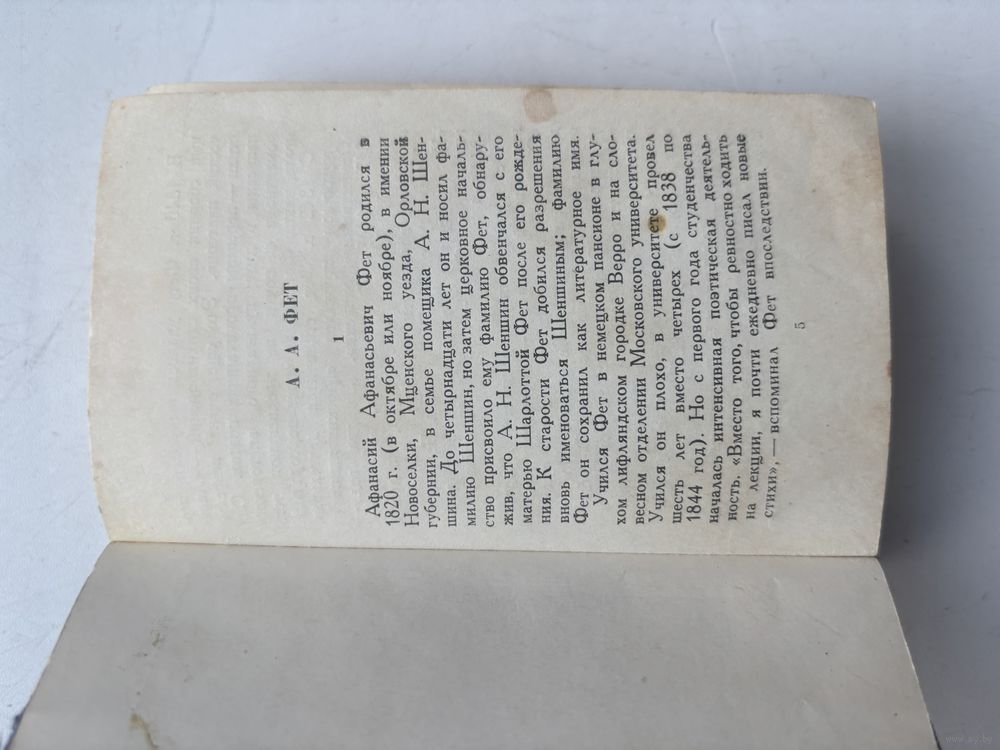 А. А. ФЕТ
1
Афанасий Афанасьевич Фет родился в
1820 г. (в октябре или ноябре), в имении
Новоселки, Мценского уезда, Орловской
губернии, в семье помещика А. Н. Шен-
шина. До четырнадцати лет он и носил фа-
милию Шеншин, но затем церковное началь-
ство присвоило ему фамилию Фет, обнару-
жив, что А. Н. Шеншин обвенчался с его
матерью Шарлоттой Фет после его рожде-
ния. К старости Фет добился разрешения
вновь именоваться Шеншиным; фамилию
Фет он сохранил как литературное имя.
Учился Фет в немецком пансионе в глу-
хом лифляндском городке Верро и на сло-
весном отделении Московского университета.
Учился он плохо, в университете провел
шесть лет вместо четырех (с 1838 по
1844 год). Но с первого года студенчества
началась интенсивная поэтическая деятель-
ность. «Вместо того, чтобы ревностно ходить
на лекции, я почти ежедневно писал новые
стихи», — вспоминал Фет впоследствии.
5
www.ay.by